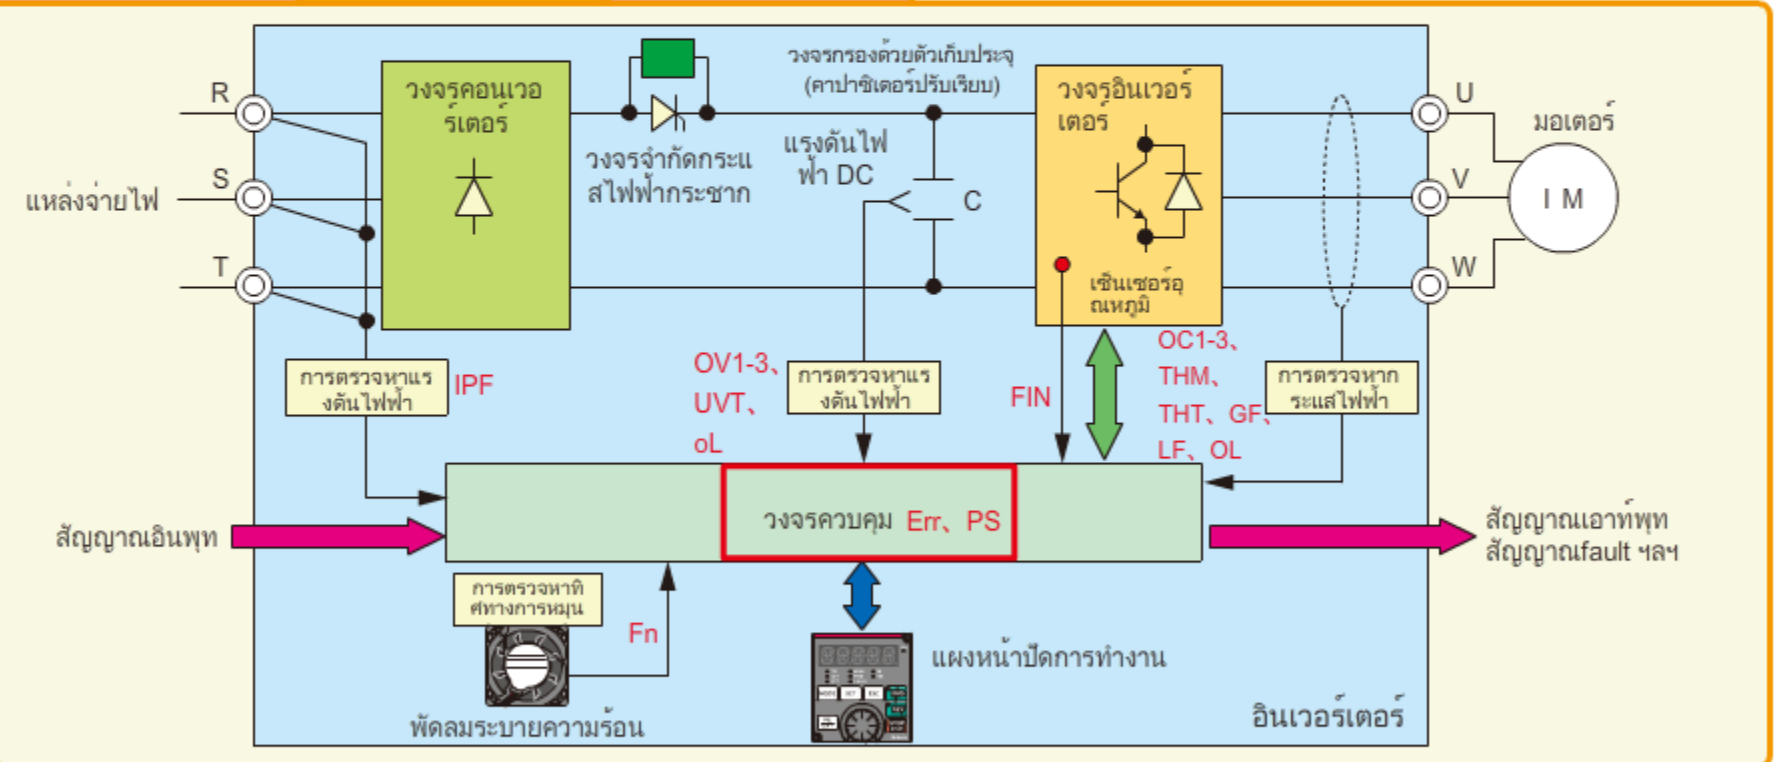 วงจรคอนเวอ
ร์เตอร์
วงจรกรองด้วยตัวเก็บประจุ
(คาปาซิเตอร์ปรับเรียบ)
วงจรอินเวอร์
เตอร์
R
S
T
แหล่งจ่ายไฟ
วงจรจำกัดกระแ
สไฟฟ้ากระชาก
แรงดันไฟ
ฟ้า DC
C
เซ็นเซอร์อุ
ณหภูมิ
U
V
W
มอเตอร์
I M
การตรวจหาแร
งดันไฟฟ้า
IPF
OV1-3、
UVT、
oL
การตรวจหาแร
งดันไฟฟ้า
FIN
OC1-3、
THM、
THT、GF、
LF、OL
การตรวจหาก
ระแสไฟฟ้า
สัญญาณอินพุท
วงจรควบคุม Err、PS
สัญญาณเอาท์พุท
สัญญาณfault ฯลฯ
การตรวจหาทิ
ศทางการหมุน
Fn
พัดลมระบายความร้อน
แผงหน้าปัดการทำงาน
อินเวอร์เตอร์